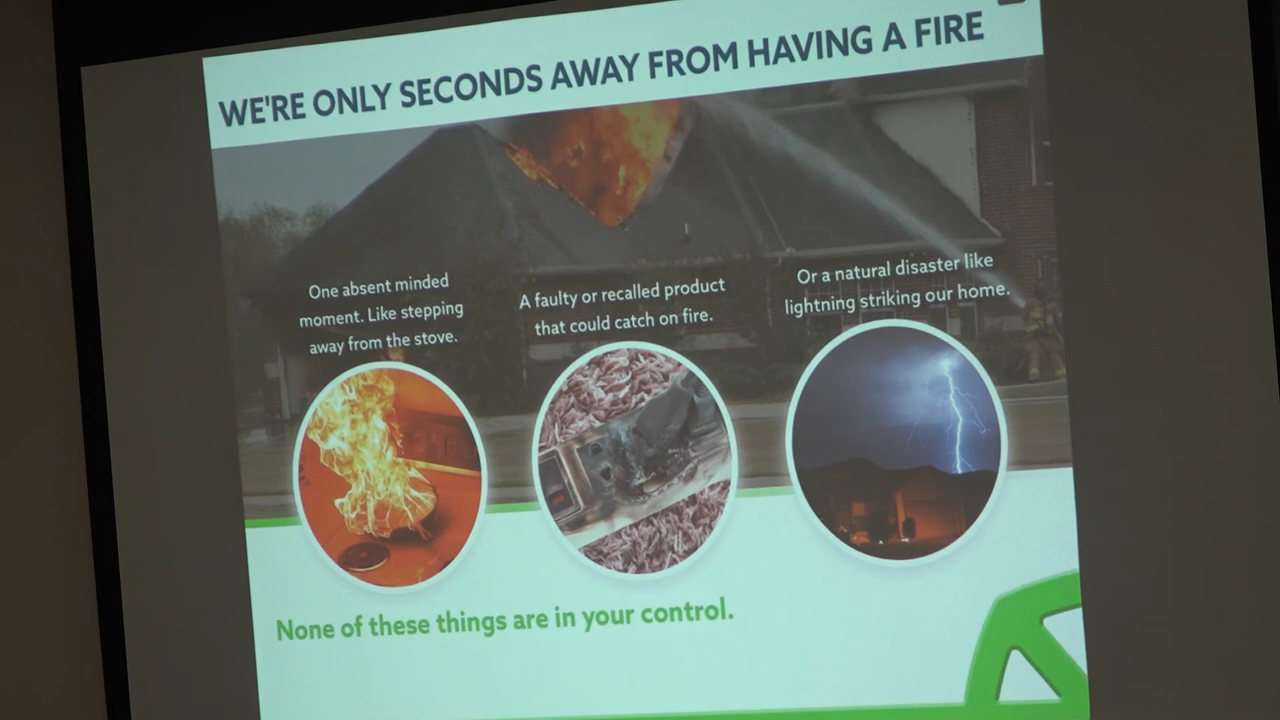 WE'RE ONLY SECONDS AWAY FROM HAVING A FIRE
One absent minded
moment. Like stepping
away from the stove.
A faulty or recalled product
that could catch on fire.
Or a natural disaster like
lightning striking our home.
None of these things are in your control.